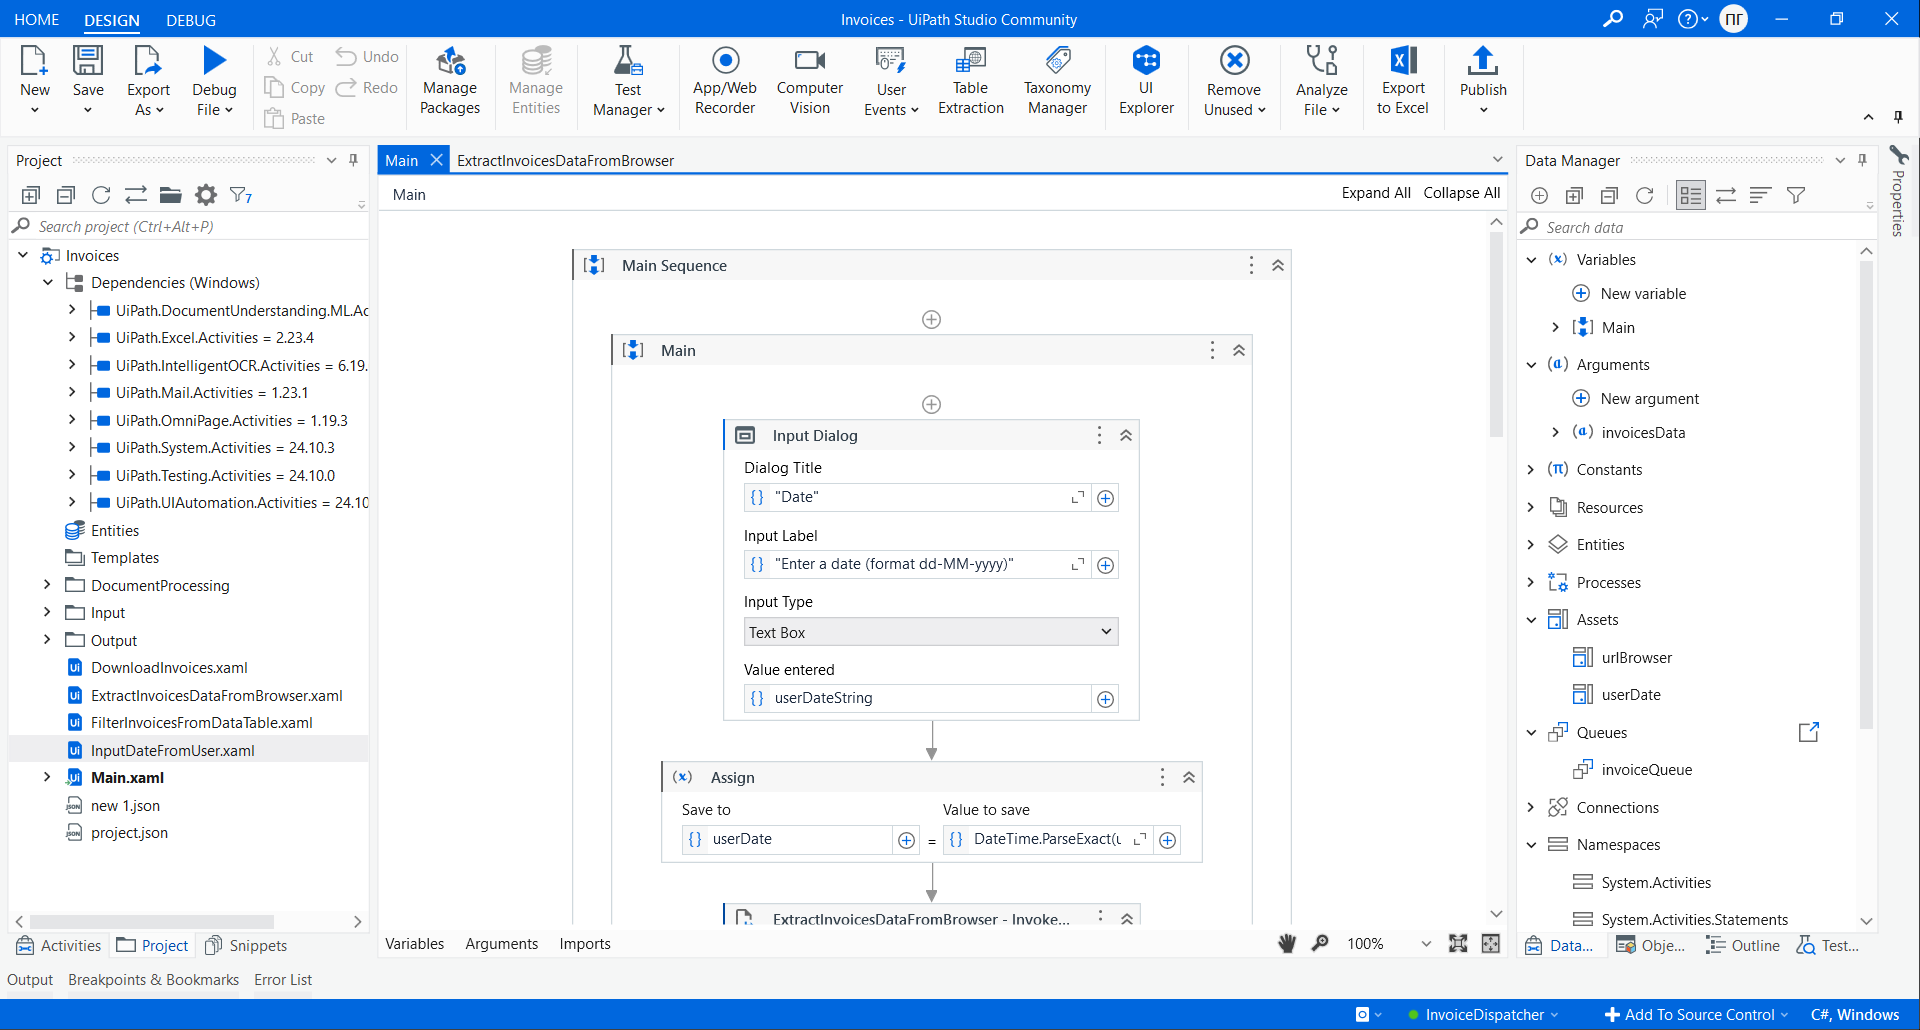 HOME DESIGN DEBUG
Invoices - UiPath Studio Community
ПГ
New
Save
Export As
Debug File
Cut
Copy
Paste
Undo
Redo
Manage Packages
Manage Entities
Test Manager
App/Web Recorder
Computer Vision
User Events
Table Extraction
Taxonomy Manager
UI Explorer
Remove Unused
Analyze File
Export to Excel
Publish
Project
7
Search project (Ctrl+Alt+P)
Invoices
Dependencies (Windows)
UiPath.DocumentUnderstanding.ML.Ac
UiPath.Excel.Activities = 2.23.4
UiPath.IntelligentOCR.Activities = 6.19.
UiPath.Mail.Activities = 1.23.1
UiPath.OmniPage.Activities = 1.19.3
UiPath.System.Activities = 24.10.3
UiPath.Testing.Activities = 24.10.0
UiPath.UIAutomation.Activities = 24.10
Entities
Templates
DocumentProcessing
Input
Output
DownloadInvoices.xaml
ExtractInvoicesDataFromBrowser.xaml
FilterInvoicesFromDataTable.xaml
InputDateFromUser.xaml
Main.xaml
new 1.json
project.json
Activities Project Snippets
Main ExtractInvoicesDataFromBrowser
Main
Expand All Collapse All
Main Sequence
Main
Input Dialog
Dialog Title
"Date"
Input Label
"Enter a date (format dd-MM-yyyy)"
Input Type
Text Box
Value entered
userDateString
Assign
Save to Value to save
userDate = DateTime.ParseExact(u
ExtractInvoicesDataFromBrowser - Invoke...
Variables Arguments Imports
100%
Data Manager
Search data
Variables
New variable
Main
Arguments
New argument
invoicesData
Constants
Resources
Entities
Processes
Assets
urlBrowser
userDate
Queues
invoiceQueue
Connections
Namespaces
System.Activities
System.Activities.Statements
Data... Obje... Outline Test...
Properties
Output Breakpoints & Bookmarks Error List
InvoiceDispatcher
Add To Source Control
C#, Windows